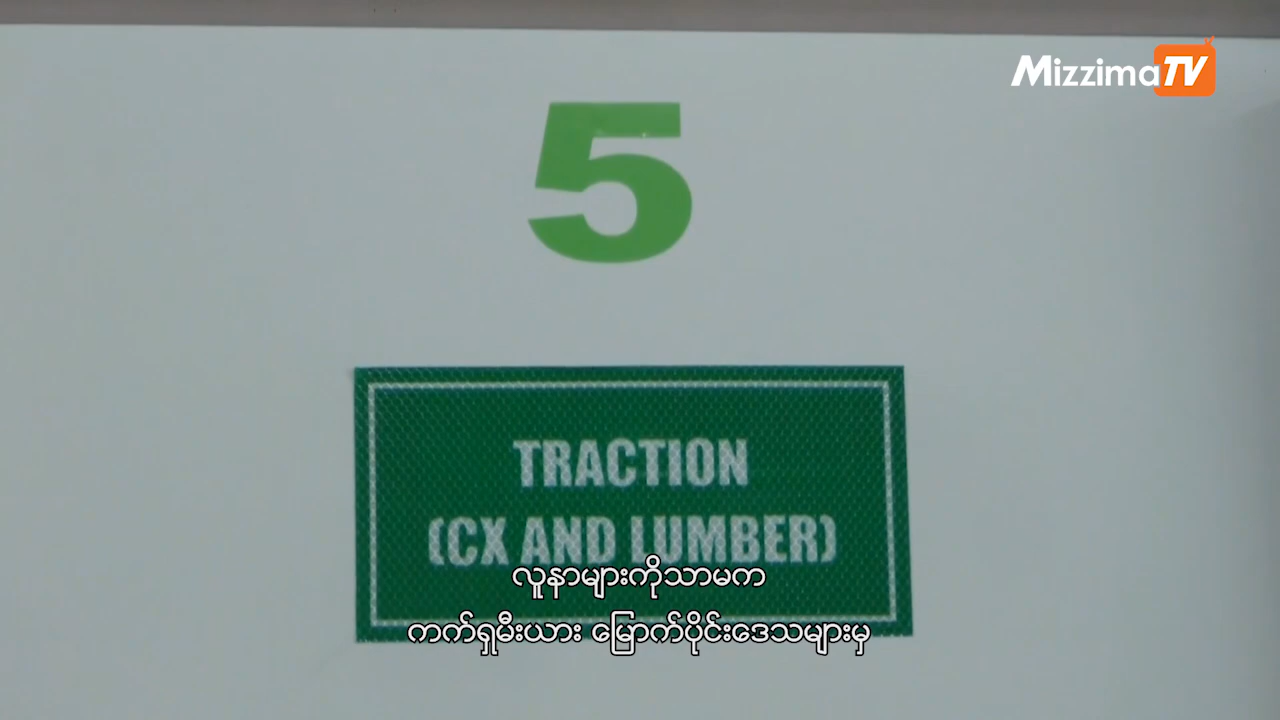 MizzimaTV
5
TRACTION
(CX AND LUMBER)
လူနာများကိုသာမက
ကက်ရှမီးယား မြောက်ပိုင်းဒေသများမှ